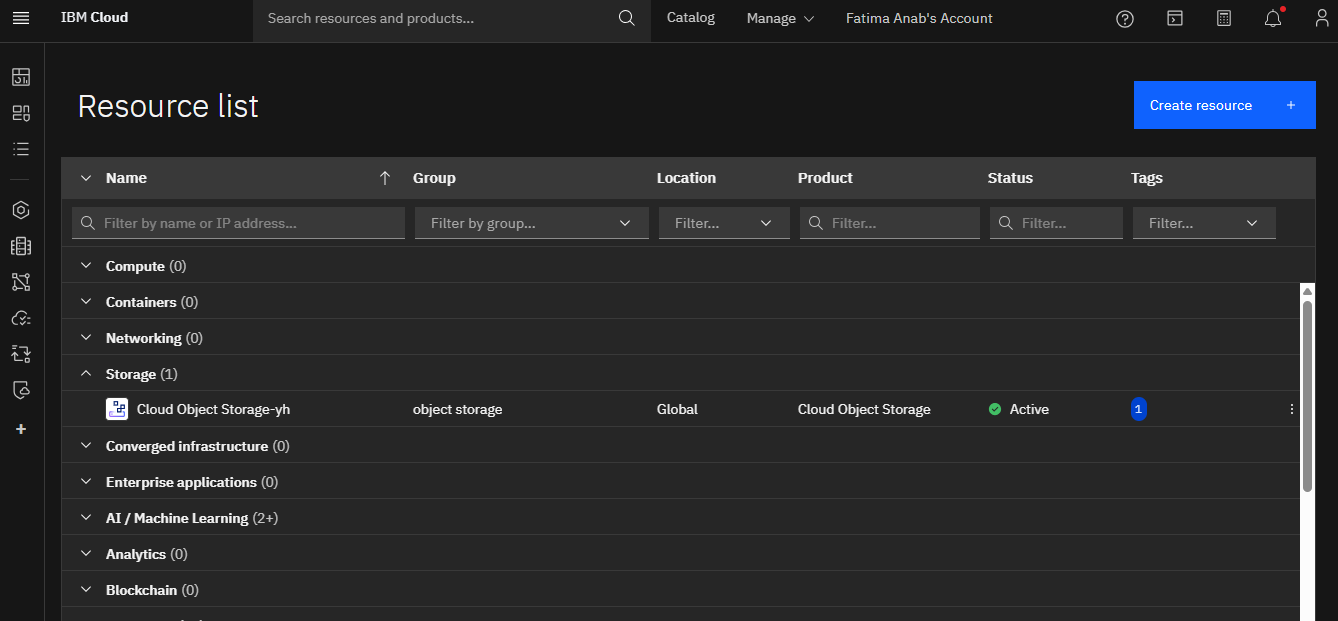 IBM Cloud
Search resources and products...
Catalog
Manage
Fatima Anab's Account
Resource list
Create resource +
Name Group Location Product Status Tags
Filter by name or IP address... Filter by group... Filter... Filter... Filter... Filter...
Compute (0)
Containers (0)
Networking (0)
Storage (1)
Cloud Object Storage-yh object storage Global Cloud Object Storage Active 1
Converged infrastructure (0)
Enterprise applications (0)
AI / Machine Learning (2+)
Analytics (0)
Blockchain (0)